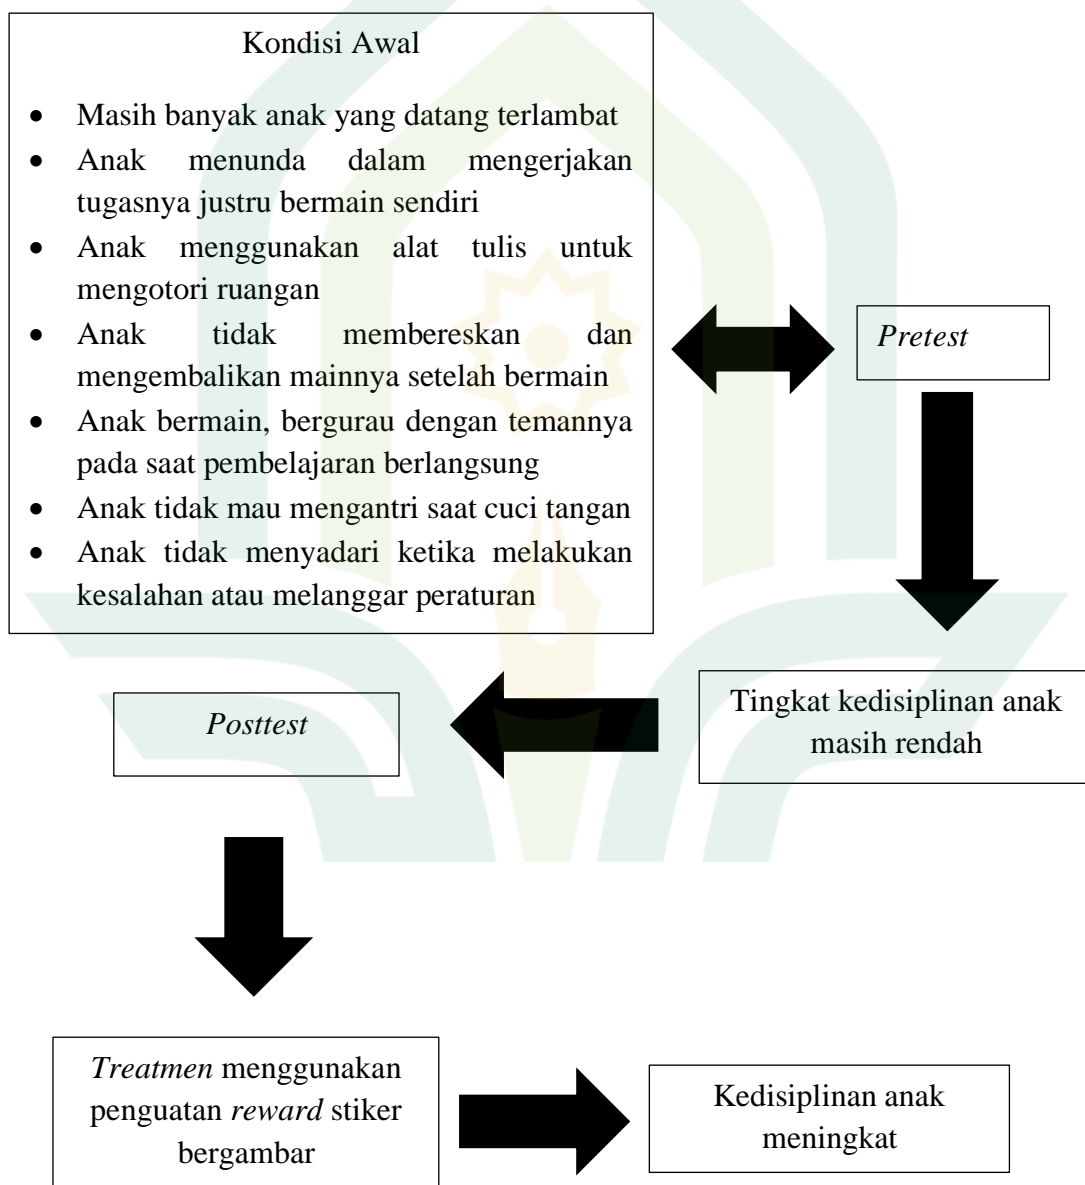 Kondisi Awal
• Masih banyak anak yang datang terlambat
• Anak menunda dalam mengerjakan
tugasnya justru bermain sendiri
• Anak menggunakan alat tulis untuk
mengotori ruangan
• Anak tidak membereskan dan
mengembalikan mainnya setelah bermain
• Anak bermain, bergurau dengan temannya
pada saat pembelajaran berlangsung
• Anak tidak mau mengantri saat cuci tangan
• Anak tidak menyadari ketika melakukan
kesalahan atau melanggar peraturan
Pretest
Tingkat kedisiplinan anak
masih rendah
Posttest
Treatmen menggunakan
penguatan reward stiker
bergambar
Kedisiplinan anak
meningkat